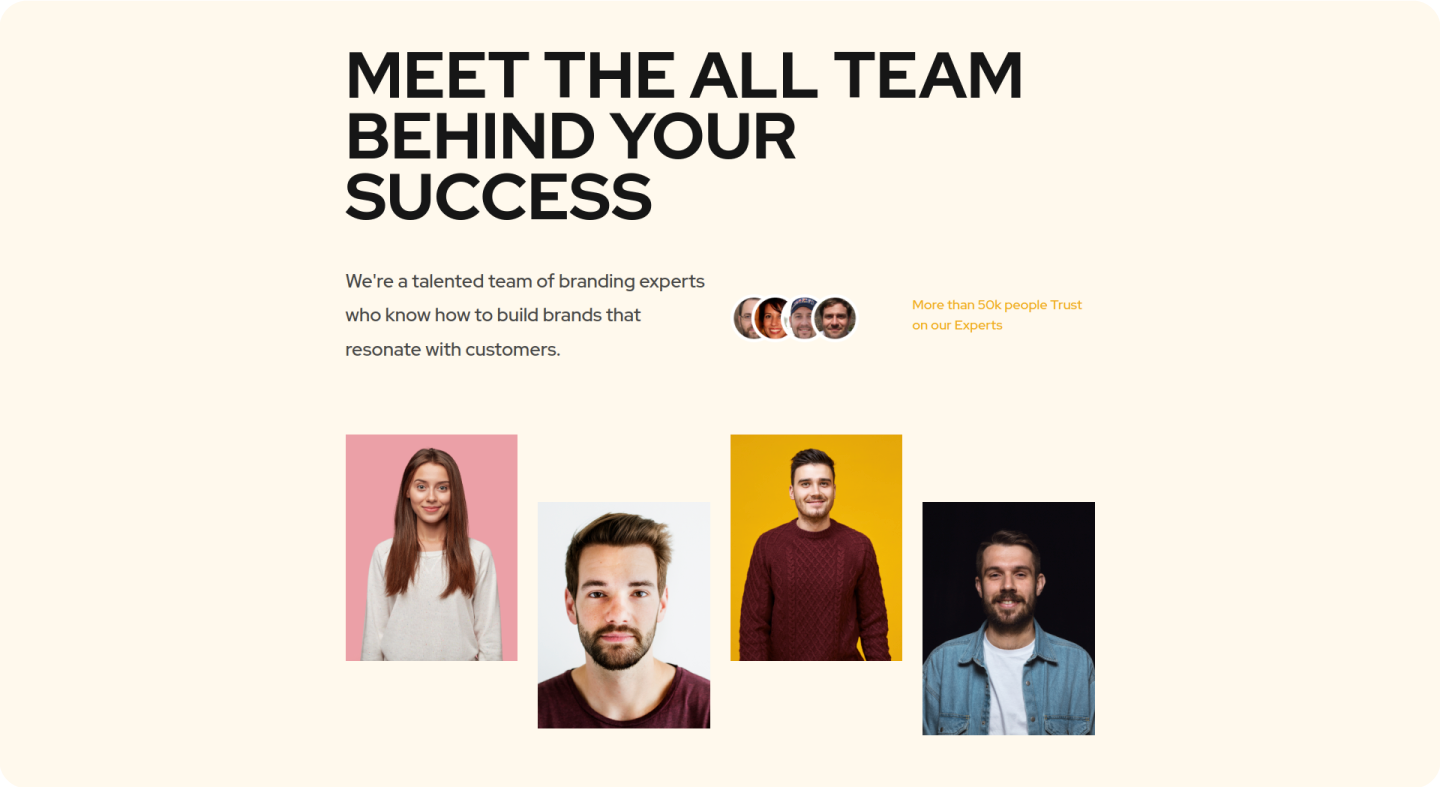 MEET THE ALL TEAM
BEHIND YOUR
SUCCESS
We're a talented team of branding experts
who know how to build brands that
resonate with customers.
More than 50k people Trust
on our Experts